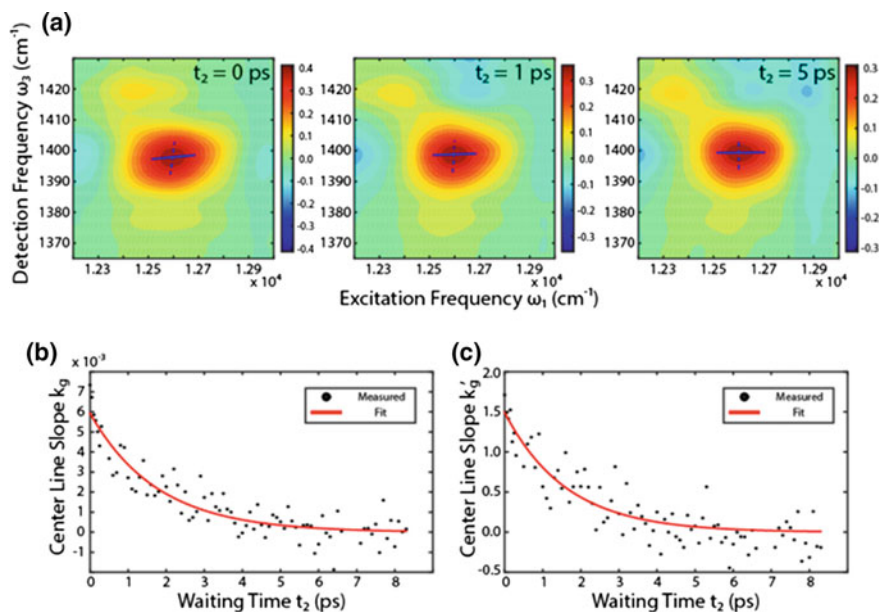 (a)
Detection Frequency ω₃ (cm⁻¹)
t₂ = 0 ps
t₂ = 1 ps
t₂ = 5 ps
1420
1410
1400
1390
1380
1370
0.4
0.3
0.2
0.1
0.0
-0.1
-0.2
-0.3
-0.4
1420
1410
1400
1390
1380
1370
0.3
0.2
0.1
0.0
-0.1
-0.2
-0.3
1420
1410
1400
1390
1380
1370
0.3
0.2
0.1
0.0
-0.1
-0.2
-0.3
1.23 1.25 1.27 1.29
x 10⁴
1.23 1.25 1.27 1.29
x 10⁴
1.23 1.25 1.27 1.29
x 10⁴
Excitation Frequency ω₁ (cm⁻¹)
(b)
x 10⁻³
Center Line Slope k_g
7
6
5
4
3
2
1
0
-1
Measured
Fit
0 1 2 3 4 5 6 7 8
Waiting Time t₂ (ps)
(c)
Center Line Slope k′_g
2.0
1.5
1.0
0.5
0.0
-0.5
Measured
Fit
0 1 2 3 4 5 6 7 8
Waiting Time t₂ (ps)